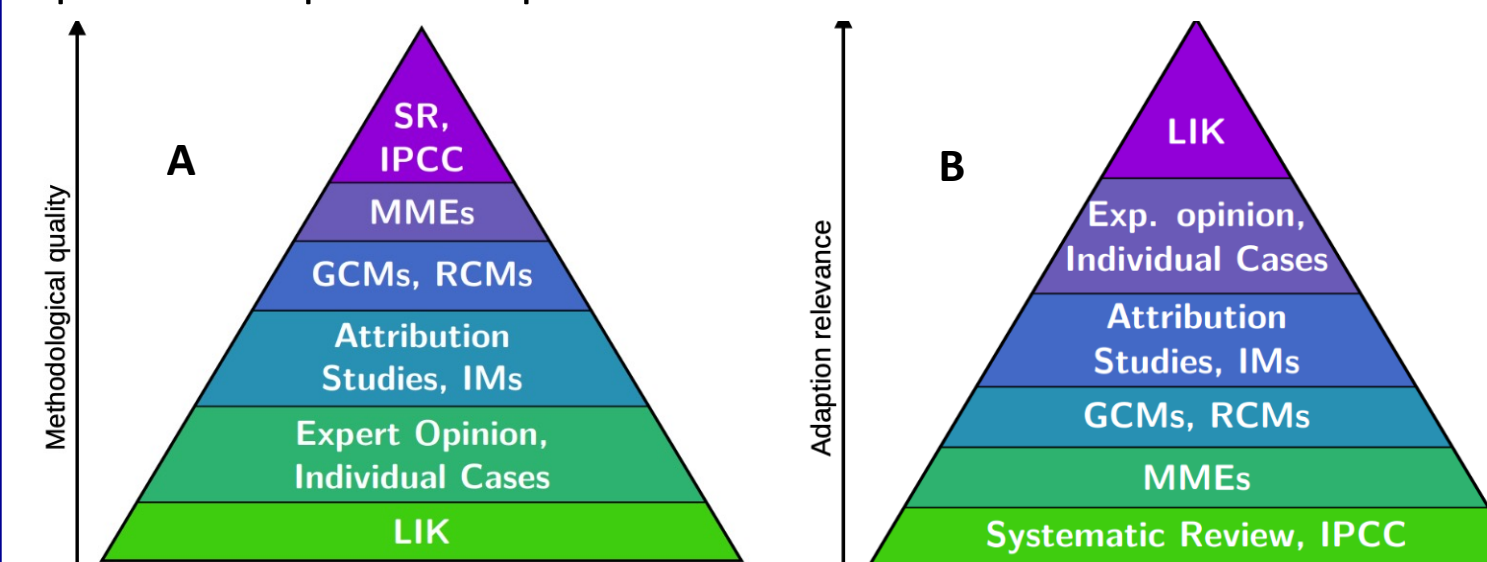 Methodological quality
A
SR,
IPCC
MMEs
GCMs, RCMs
Attribution
Studies, IMs
Expert Opinion,
Individual Cases
LIK
Adaption relevance
B
LIK
Exp. opinion,
Individual Cases
Attribution
Studies, IMs
GCMs, RCMs
MMEs
Systematic Review, IPCC